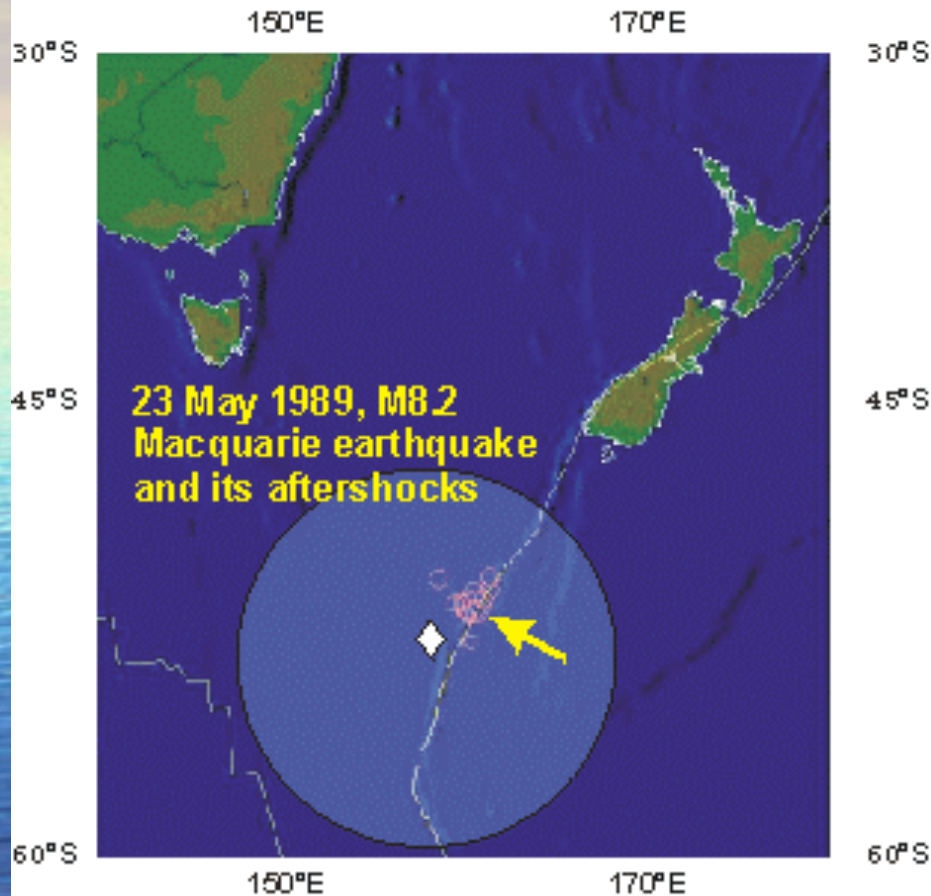 150°E 170°E
30°S 30°S
45°S 45°S
23 May 1989, M8.2
Macquarie earthquake
and its aftershocks
60°S 60°S
150°E 170°E